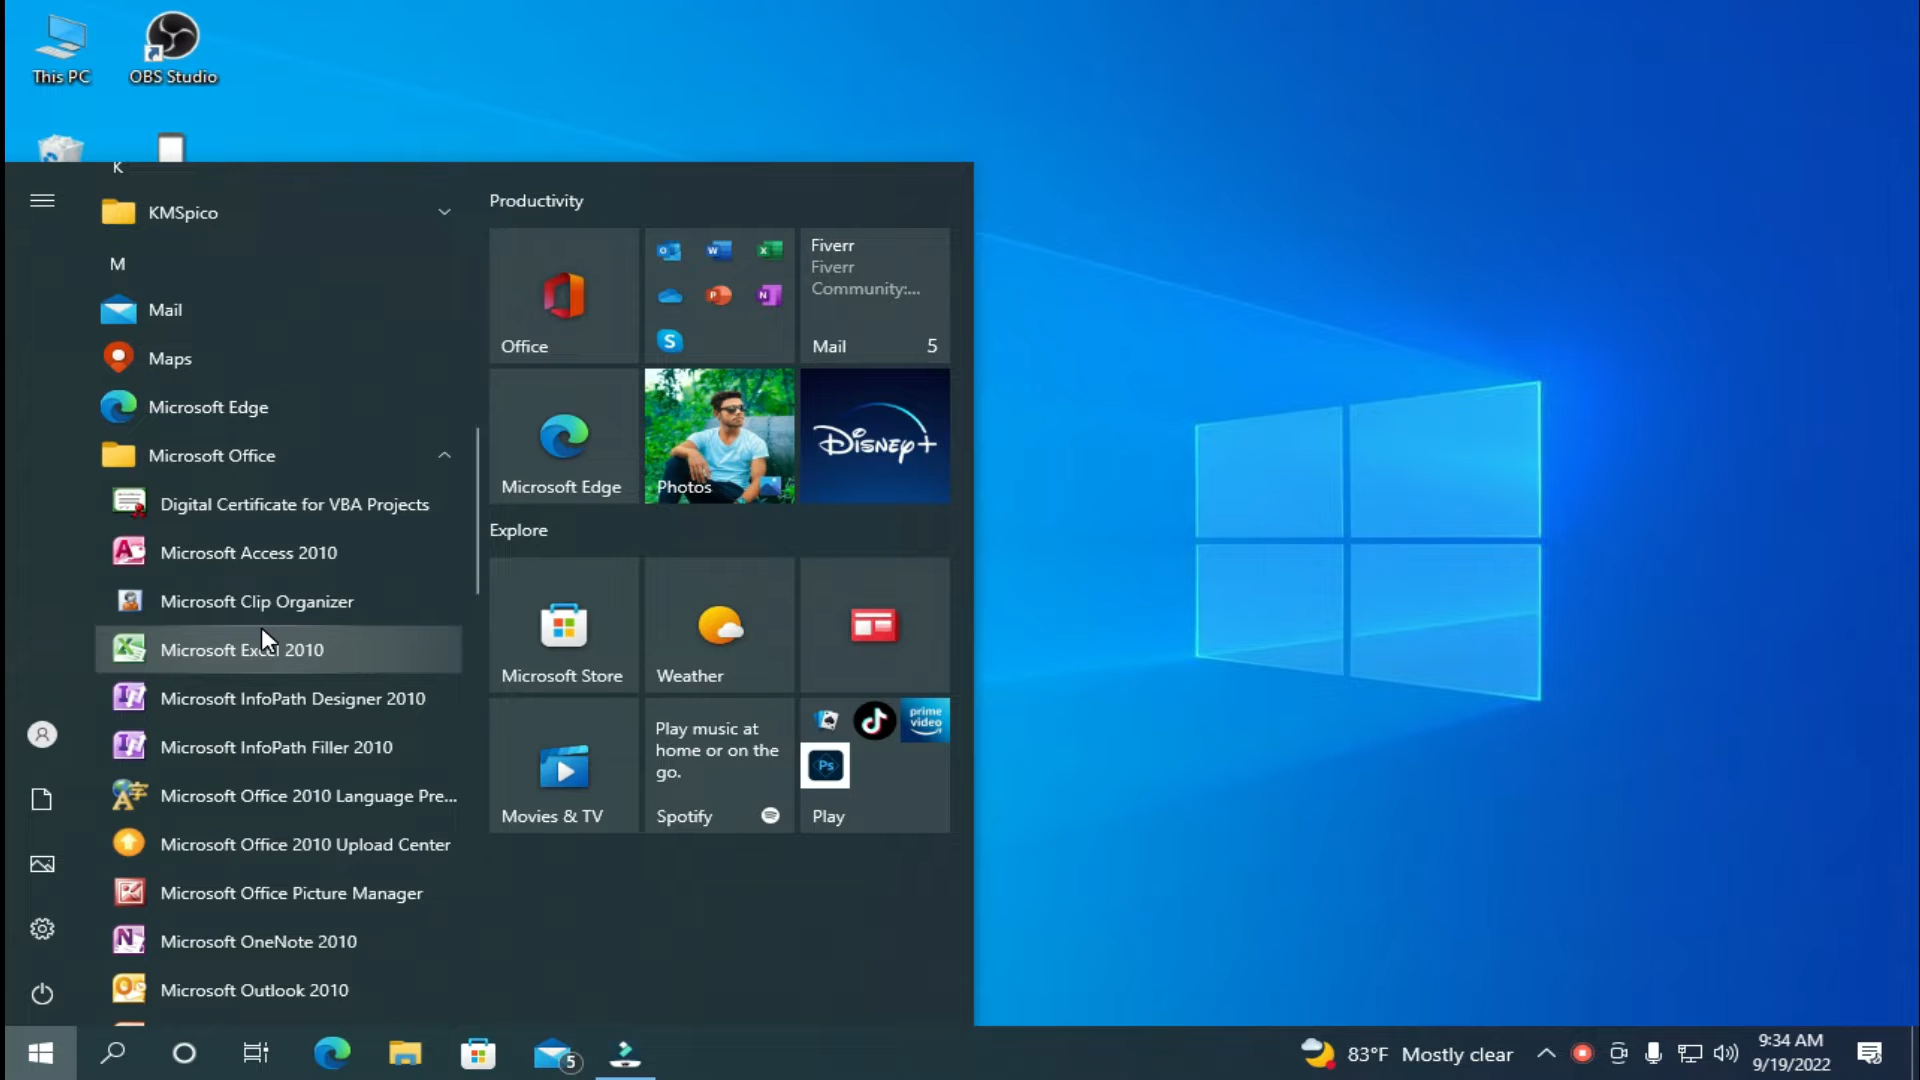 This PC
OBS Studio
K
KMSpico
M
Mail
Maps
Microsoft Edge
Microsoft Office
Digital Certificate for VBA Projects
Microsoft Access 2010
Microsoft Clip Organizer
Microsoft Excel 2010
Microsoft InfoPath Designer 2010
Microsoft InfoPath Filler 2010
Microsoft Office 2010 Language Pre...
Microsoft Office 2010 Upload Center
Microsoft Office Picture Manager
Microsoft OneNote 2010
Microsoft Outlook 2010
Productivity
Office
Fiverr
Fiverr
Community:...
Mail 5
Microsoft Edge
Photos
Disney+
Explore
Microsoft Store
Weather
Movies & TV
Play music at
home or on the
go.
Spotify
prime
video
Ps
Play
5
83°F Mostly clear
9:34 AM
9/19/2022